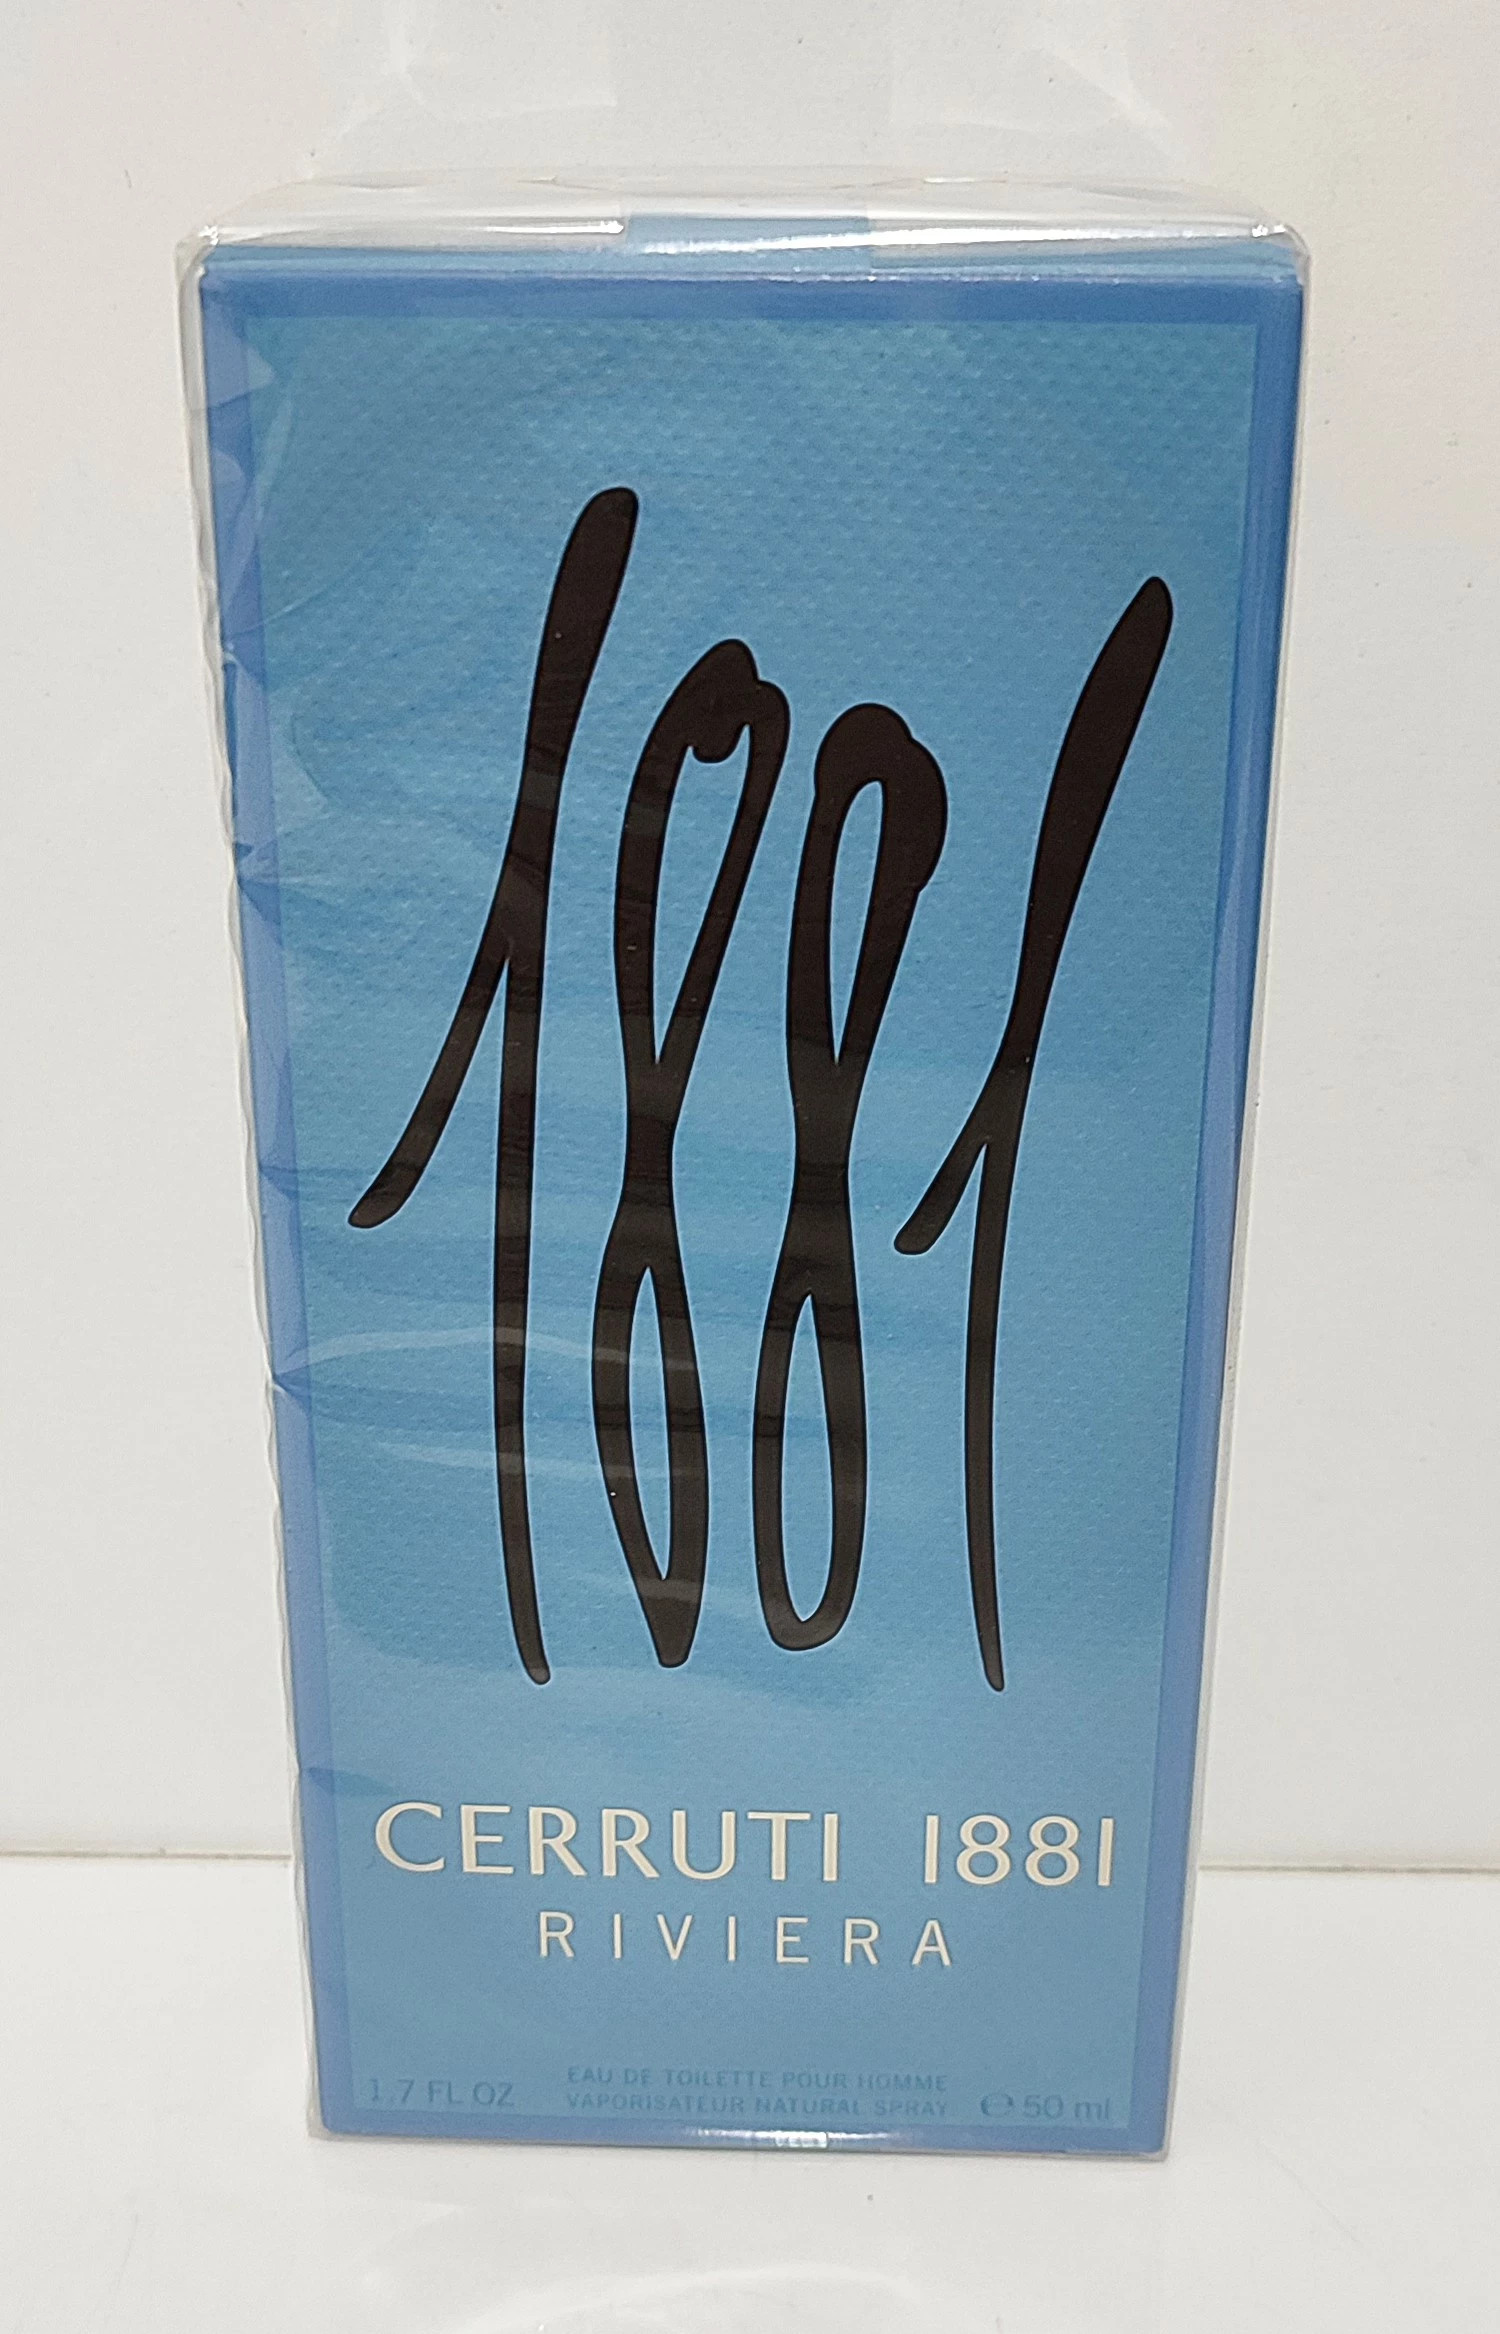 1881
CERRUTI 1881
RIVIERA
1.7 FL OZ
EAU DE TOILETTE POUR HOMME
VAPORISATEUR NATURAL SPRAY
℮ 50 ml